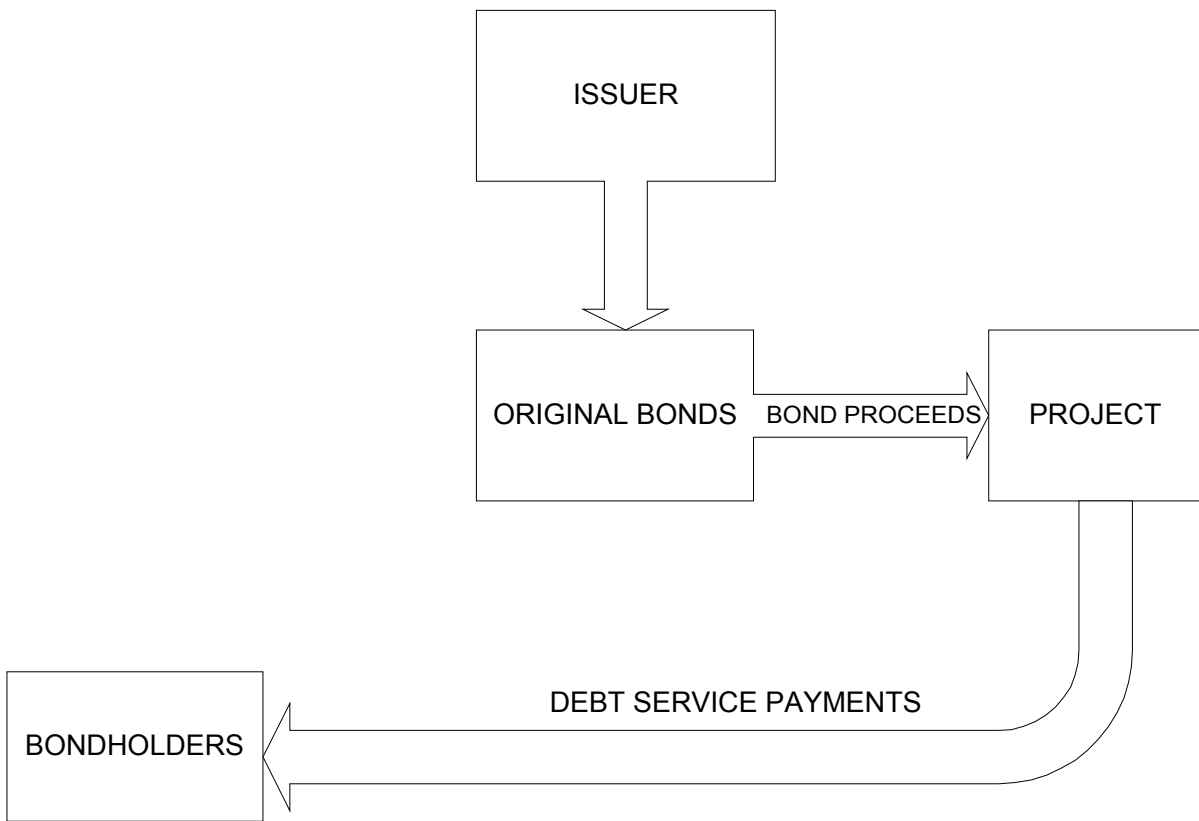 ISSUER
ORIGINAL BONDS
BOND PROCEEDS
PROJECT
DEBT SERVICE PAYMENTS
BONDHOLDERS